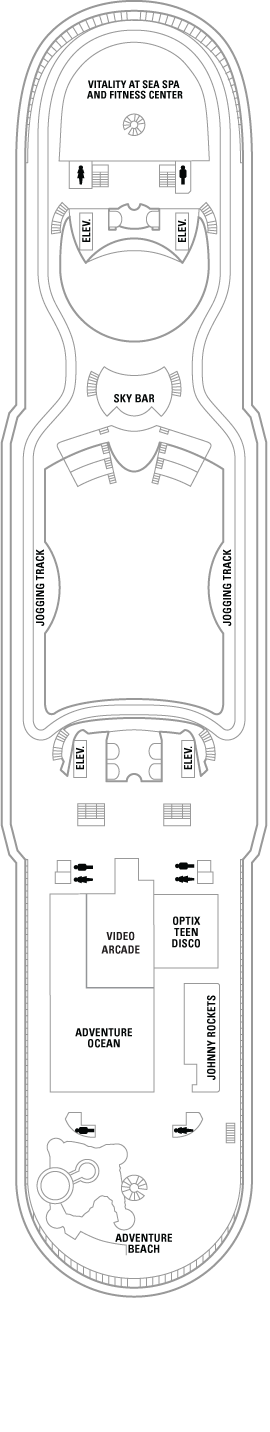 VITALITY AT SEA SPA
AND FITNESS CENTER
ELEV.
ELEV.
SKY BAR
JOGGING TRACK
JOGGING TRACK
ELEV.
ELEV.
VIDEO
ARCADE
OPTIX
TEEN
DISCO
ADVENTURE
OCEAN
JOHNNY ROCKETS
ADVENTURE
BEACH